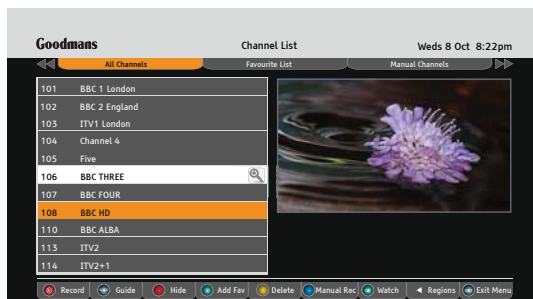 Goodmans Channel List Weds 8 Oct 8:22pm
All Channels Favourite List Manual Channels
101 BBC 1 London
102 BBC 2 England
103 ITV1 London
104 Channel 4
105 Five
106 BBC THREE
107 BBC FOUR
108 BBC HD
110 BBC ALBA
113 ITV2
114 ITV2+1
Record Guide Hide Add Fav Delete Manual Rec Watch Regions Exit Menu